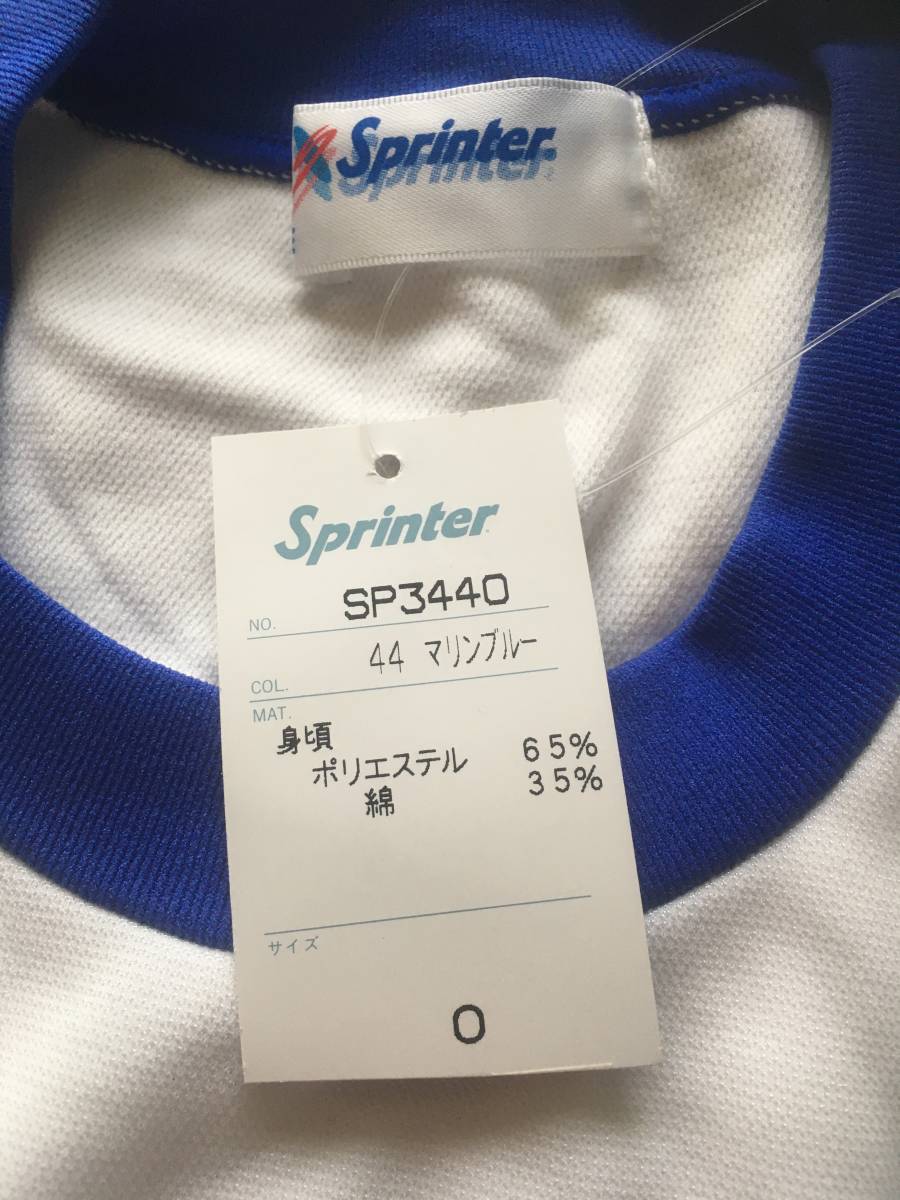 Sprinter
Sprinter
Sprinter
NO. SP3440
COL. 44 マリンブルー
MAT.
身頃
ポリエステル 65%
綿 35%
サイズ
O